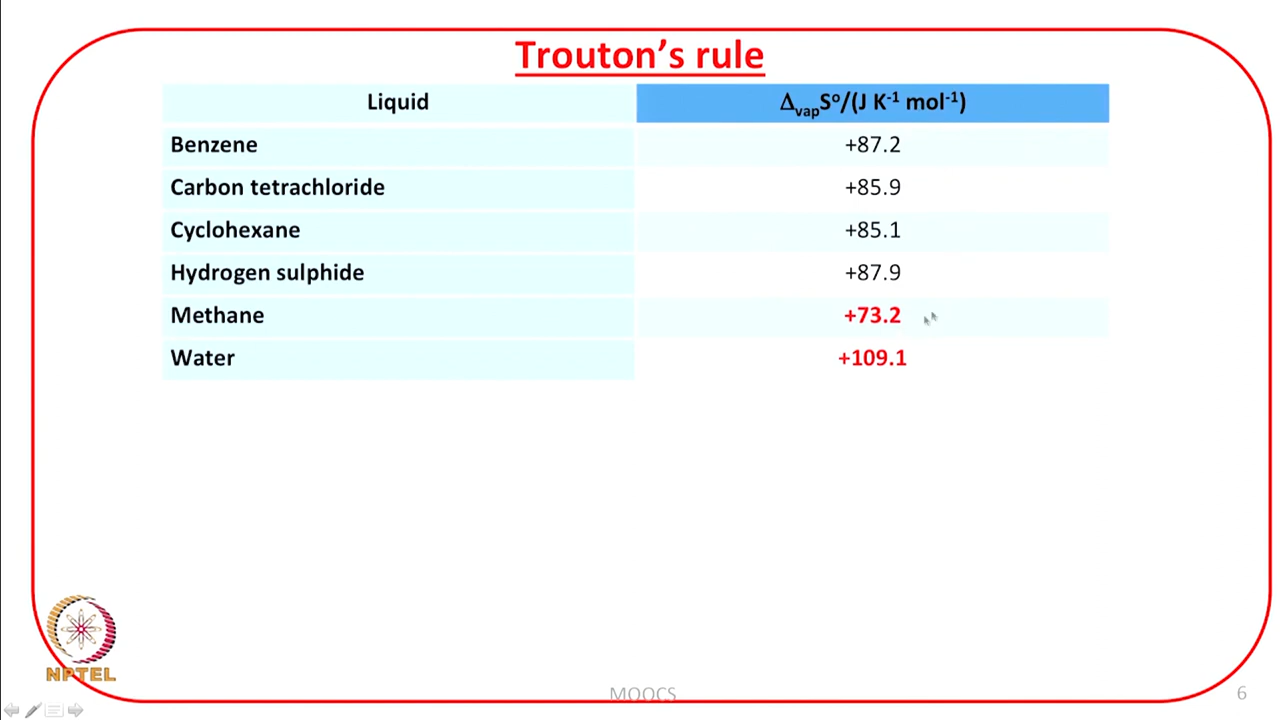 Trouton’s rule
Liquid ΔvapSº/(J K-1 mol-1)
Benzene +87.2
Carbon tetrachloride +85.9
Cyclohexane +85.1
Hydrogen sulphide +87.9
Methane +73.2
Water +109.1
NPTEL
MOOCS 6